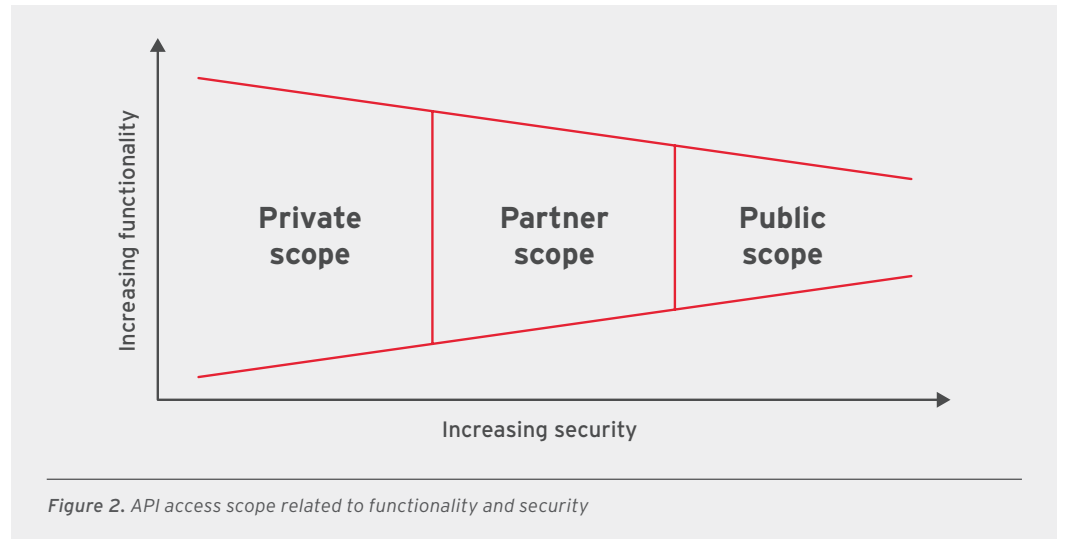 Increasing functionality
Private
scope
Partner
scope
Public
scope
Increasing security
Figure 2. API access scope related to functionality and security